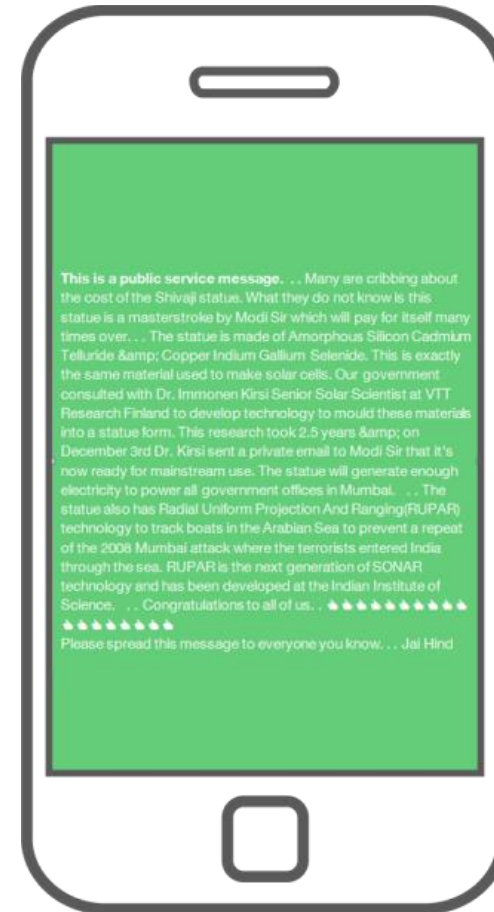 This is a public service message. . . Many are cribbing about
the cost of the Shivaji statue. What they do not know is this
statue is a masterstroke by Modi Sir which will pay for itself many
times over. . . The statue is made of Amorphous Silicon Cadmium
Telluride &amp; Copper Indium Gallium Selenide. This is exactly
the same material used to make solar cells. Our government
consulted with Dr. Immonen Kirsi Senior Solar Scientist at VTT
Research Finland to develop technology to mould these materials
into a statue form. This research took 2.5 years &amp; on
December 3rd Dr. Kirsi sent a private email to Modi Sir that it's
now ready for mainstream use. The statue will generate enough
electricity to power all government offices in Mumbai. . . The
statue also has Radial Uniform Projection And Ranging(RUPAR)
technology to track boats in the Arabian Sea to prevent a repeat
of the 2008 Mumbai attack where the terrorists entered India
through the sea. RUPAR is the next generation of SONAR
technology and has been developed at the Indian Institute of
Science. . . Congratulations to all of us. .
Please spread this message to everyone you know. . . Jai Hind